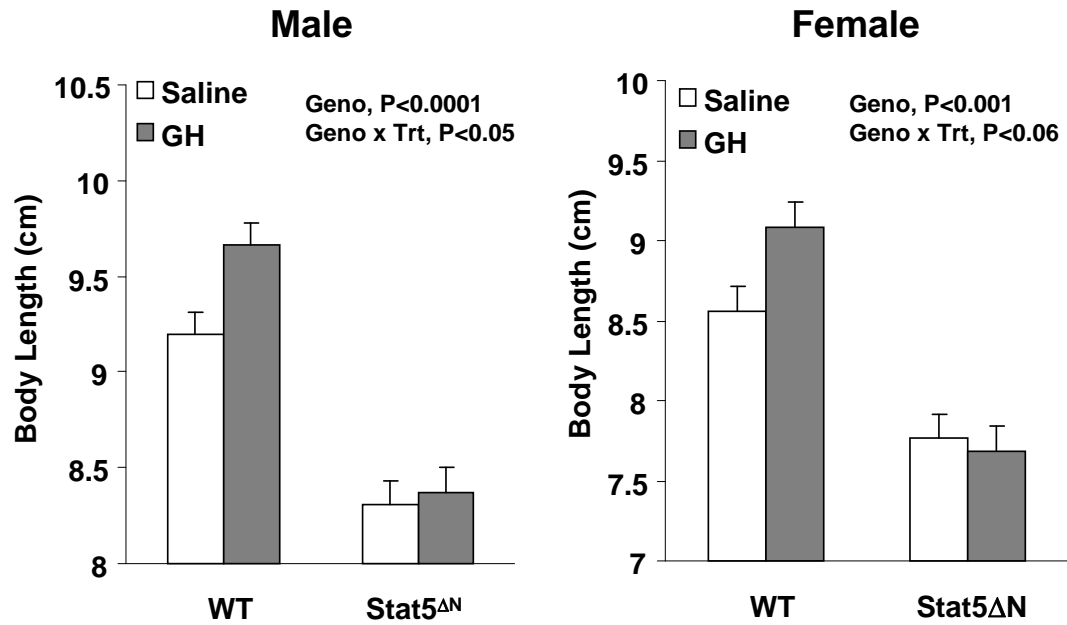 Male
10.5
10
9.5
9
8.5
8
Body Length (cm)
Saline
GH
Geno, P<0.0001
Geno x Trt, P<0.05
WT
Stat5ΔN
Female
10
9.5
9
8.5
8
7.5
7
Body Length (cm)
Saline
GH
Geno, P<0.001
Geno x Trt, P<0.06
WT
Stat5ΔN